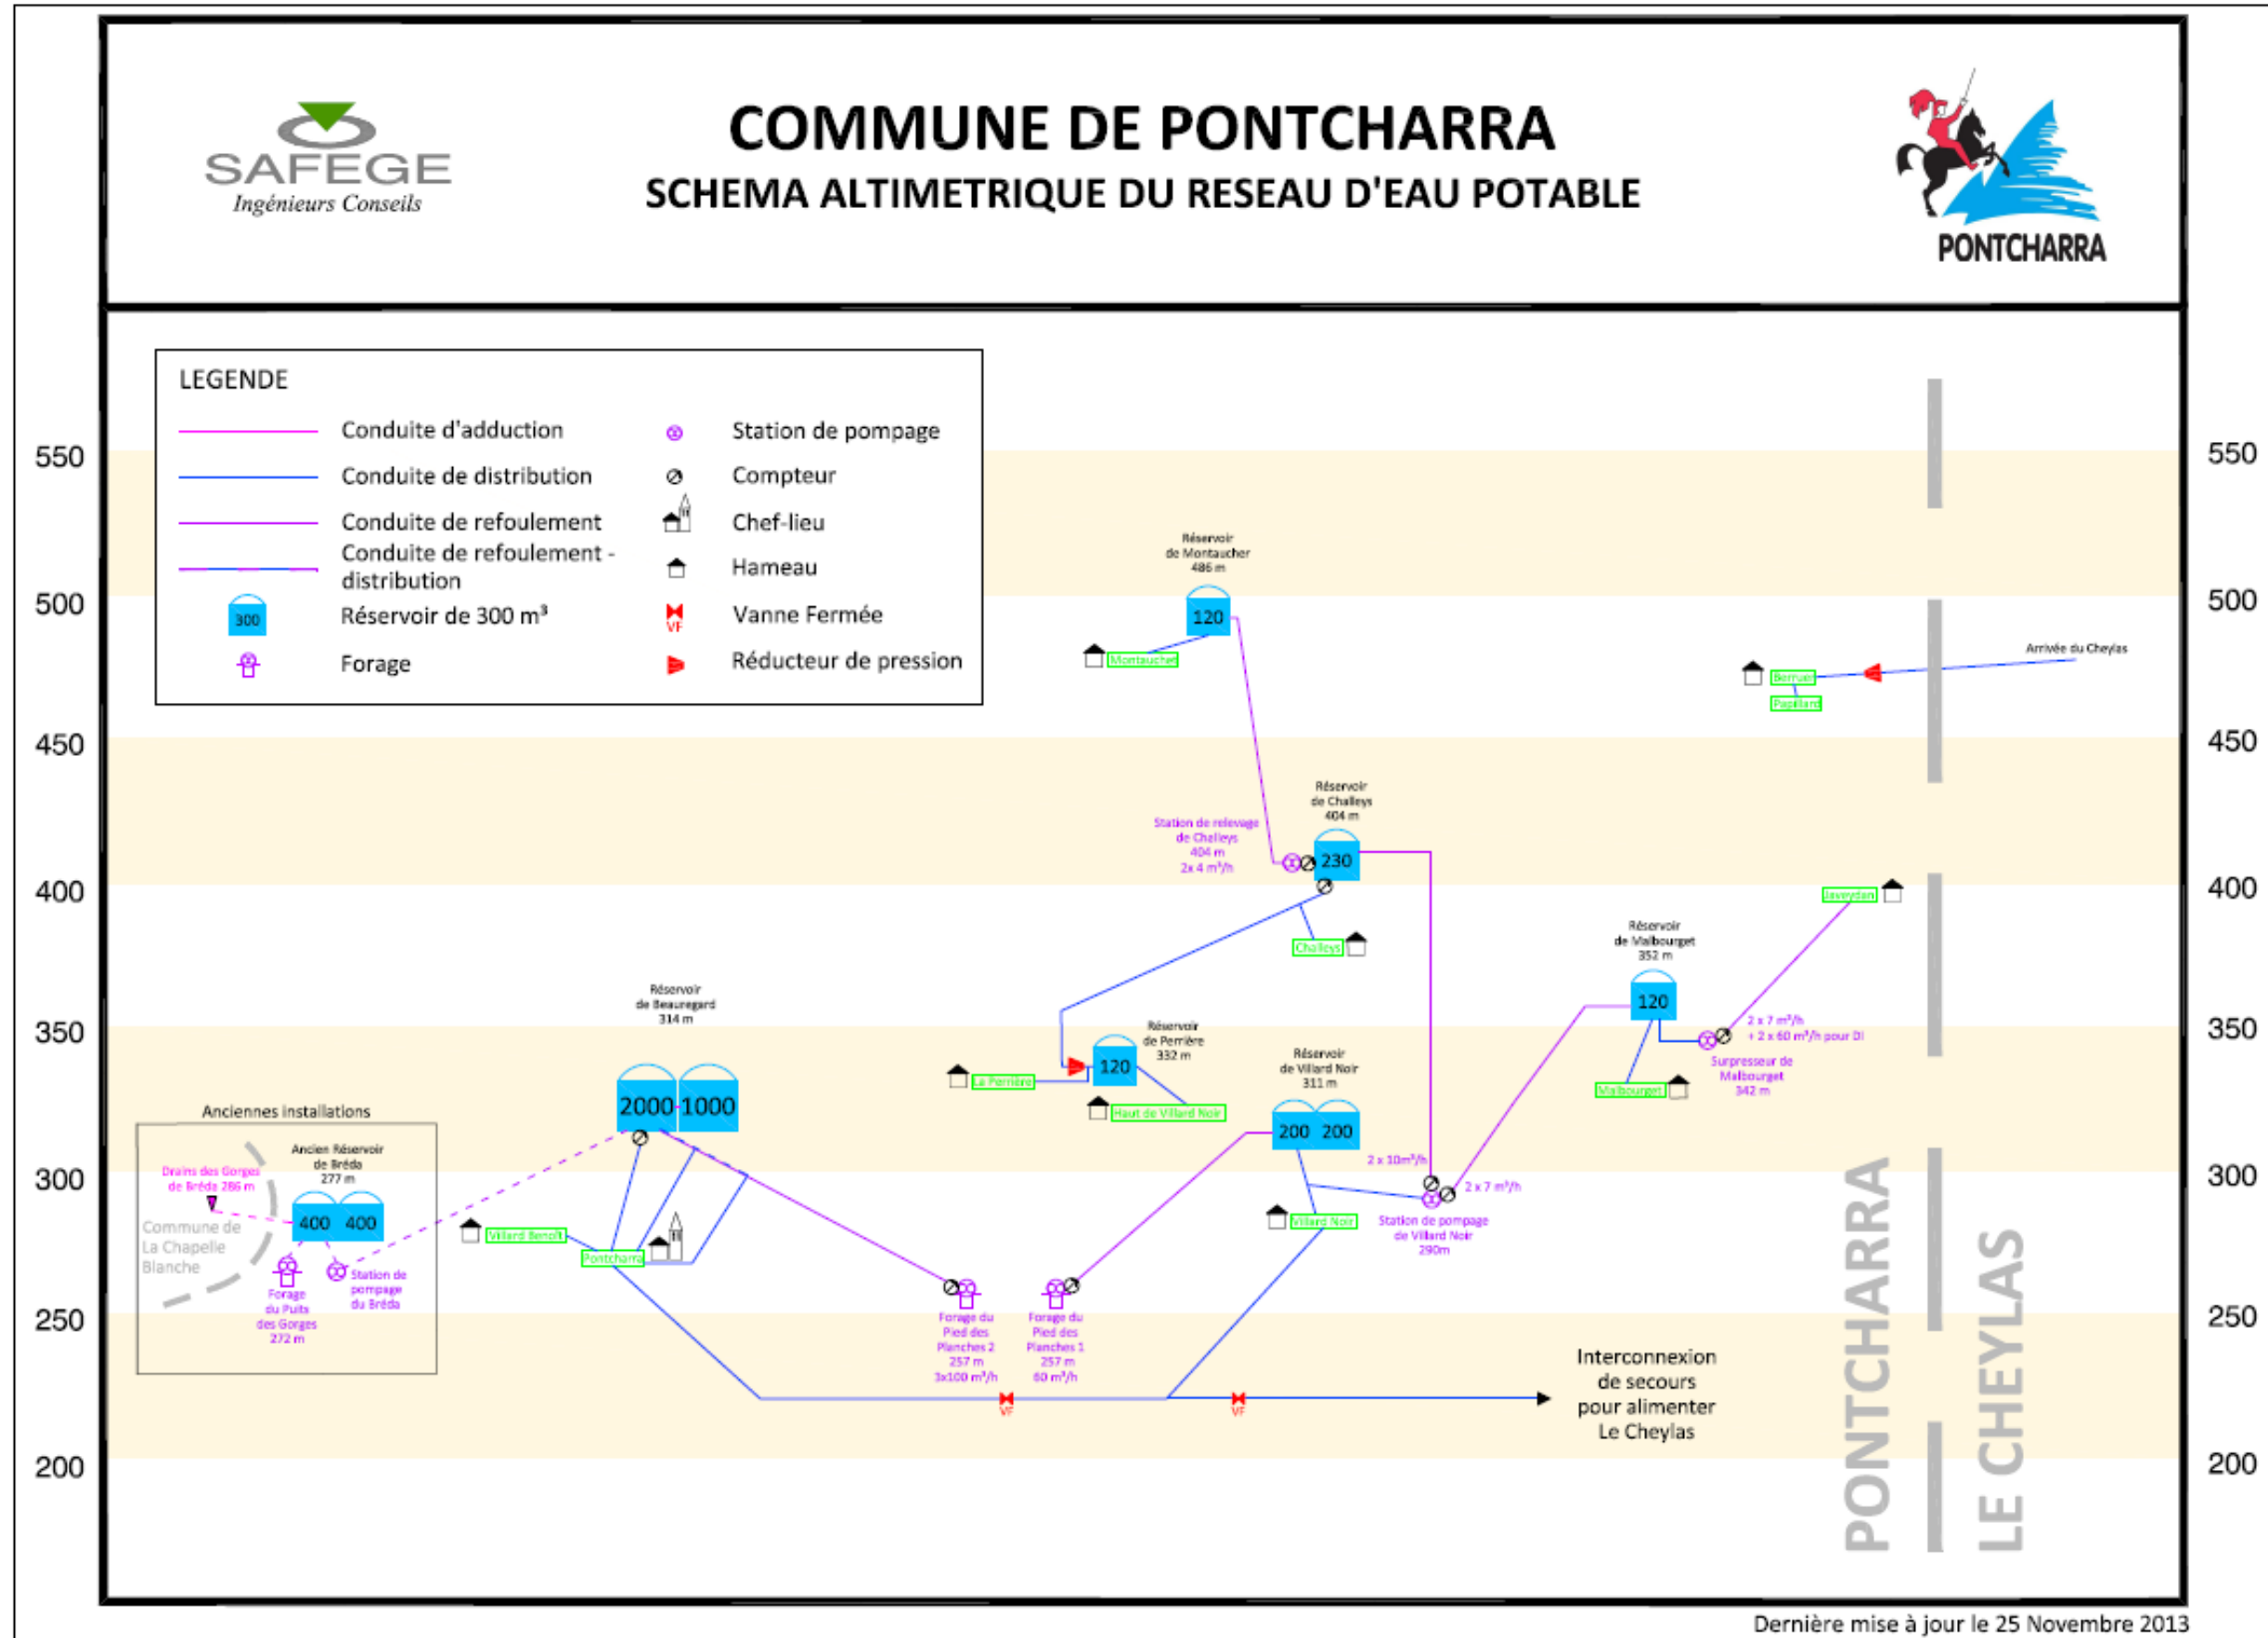 SAFEGE
Ingénieurs Conseils
COMMUNE DE PONTCHARRA
SCHEMA ALTIMETRIQUE DU RESEAU D'EAU POTABLE
PONTCHARRA
LEGENDE
Conduite d'adduction
Conduite de distribution
Conduite de refoulement
Conduite de refoulement -
distribution
300
Réservoir de 300 m³
Forage
Station de pompage
Compteur
Chef-lieu
Hameau
VF
Vanne Fermée
Réducteur de pression
550
500
450
400
350
300
250
200
550
500
450
400
350
300
250
200
Réservoir
de Montaucher
486 m
120
Montaucher
Arrivée du Cheylas
Berruer
Papillard
Réservoir
de Challeys
404 m
230
Station de relevage
de Challeys
404 m
2x 4 m³/h
Challeys
Javeydan
Réservoir
de Malbourget
352 m
120
2 x 7 m³/h
+ 2 x 60 m³/h pour DI
Surpresseur de
Malbourget
342 m
Malbourget
Réservoir
de Beauregard
314 m
2000
1000
Réservoir
de Perrière
332 m
120
La Perrière
Haut de Villard Noir
Réservoir
de Villard Noir
311 m
200
200
2 x 10m³/h
2 x 7 m³/h
Station de pompage
de Villard Noir
290m
Villard Noir
Anciennes installations
Ancien Réservoir
de Bréda
277 m
400
400
Drains des Gorges
de Bréda 286 m
Commune de
La Chapelle
Blanche
Forage
du Puits
des Gorges
272 m
Station de
pompage
du Bréda
Villard Benoît
Pontcharra
Forage du
Pied des
Planches 2
257 m
3x100 m³/h
Forage du
Pied des
Planches 1
257 m
60 m³/h
VF
VF
Interconnexion
de secours
pour alimenter
Le Cheylas
PONTCHARRA
LE CHEYLAS
Dernière mise à jour le 25 Novembre 2013